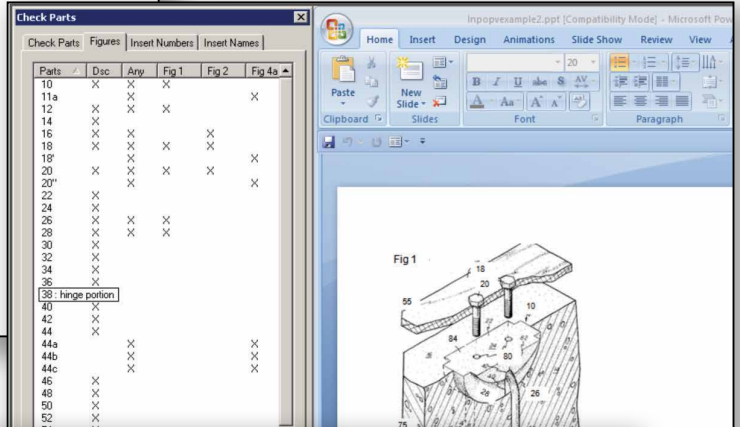 Check Parts
Check Parts Figures Insert Numbers Insert Names
Parts Dsc Any Fig 1 Fig 2 Fig 4a
10 X X X
11a X X
12 X X X
14 X
16 X X X
18 X X X X
18' X X
20 X X X X
20'' X X
22 X
24 X
26 X X X
28 X X X
30 X
32 X
34 X
36 X
38 : hinge portion
40 X
42 X
44 X
44a X X
44b X X
44c X X
46 X
48 X
50 X
52 X
Inpopvexample2.ppt [Compatibility Mode] - Microsoft Pow
Home Insert Design Animations Slide Show Review View
20
Paste
New
Slide
B I U abc S AV
A Aa A A
Clipboard Slides Font Paragraph
Fig 1
18
20
55
10
84
80
28
26
75